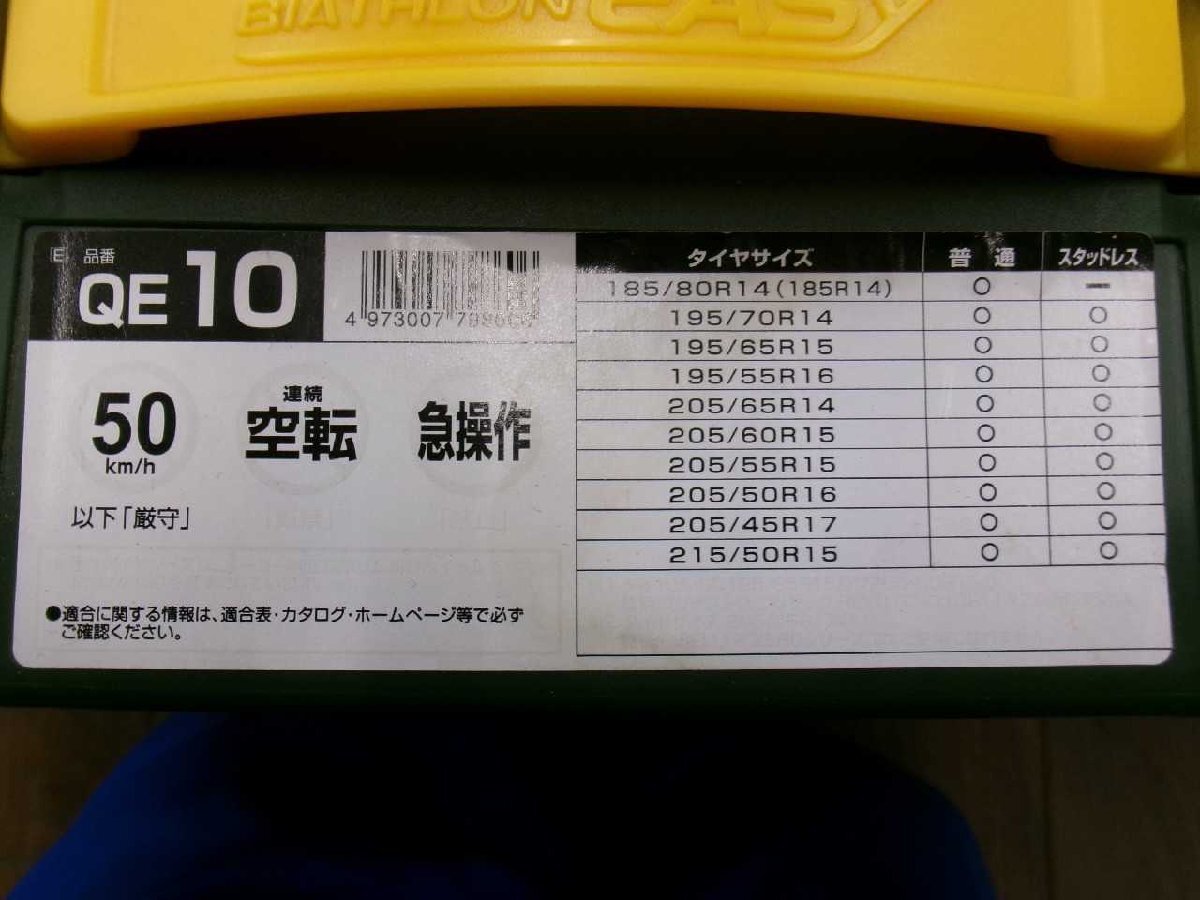 BIATHLON EASY
E 品番
QE10
4 973007
50
km/h
以下「厳守」
連続
空転
急操作
●適合に関する情報は、適合表・カタログ・ホームページ等で必ず
ご確認ください。
タイヤサイズ 普通 スタッドレス
185/80R14(185R14) ○ ー
195/70R14 ○ ○
195/65R15 ○ ○
195/55R16 ○ ○
205/65R14 ○ ○
205/60R15 ○ ○
205/55R15 ○ ○
205/50R16 ○ ○
205/45R17 ○ ○
215/50R15 ○ ○